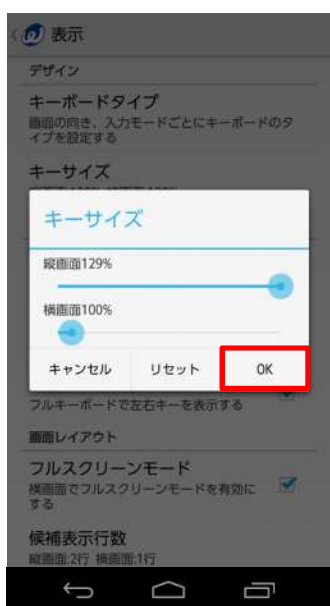 表示
デザイン
キーボードタイプ
画面の向き、入力モードごとにキーボードのタ
イプを設定する
キーサイズ
キーサイズ
縦画面129%
横画面100%
キャンセル
リセット
OK
フルキーボードで左右キーを表示する
画面レイアウト
フルスクリーンモード
横画面でフルスクリーンモードを有効に
する
候補表示行数
縦画面:2行 横画面:1行